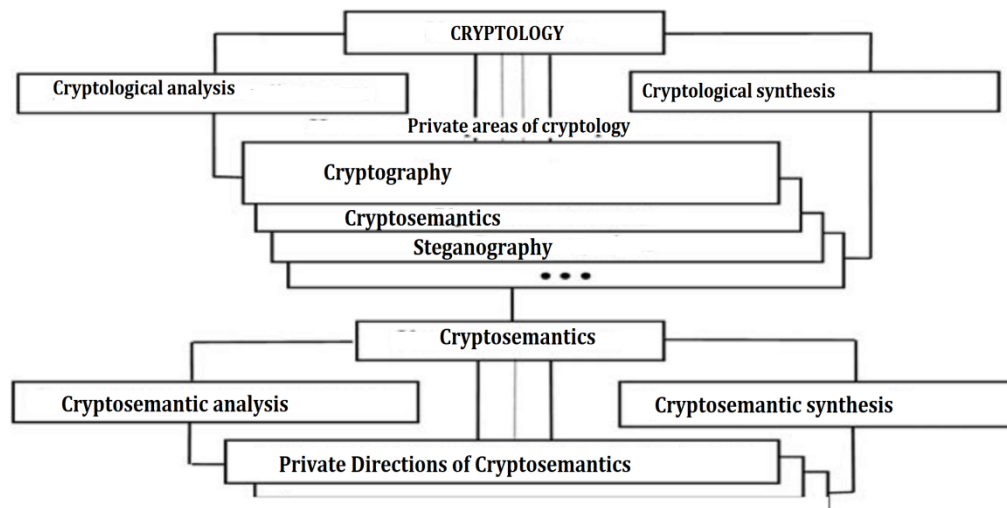 CRYPTOLOGY
Cryptological analysis
Cryptological synthesis
Private areas of cryptology
Cryptography
Cryptosemantics
Steganography
•••
Cryptosemantics
Cryptosemantic analysis
Cryptosemantic synthesis
Private Directions of Cryptosemantics